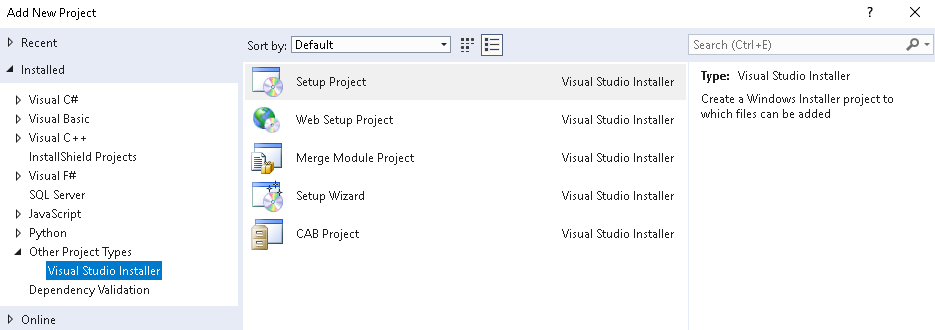 Add New Project ? ×
Recent
Sort by: Default
Search (Ctrl+E)
Installed
Visual C#
Visual Basic
Visual C++
InstallShield Projects
Visual F#
SQL Server
JavaScript
Python
Other Project Types
Visual Studio Installer
Dependency Validation
Online
Setup Project Visual Studio Installer
Web Setup Project Visual Studio Installer
Merge Module Project Visual Studio Installer
Setup Wizard Visual Studio Installer
CAB Project Visual Studio Installer
Type: Visual Studio Installer
Create a Windows Installer project to
which files can be added